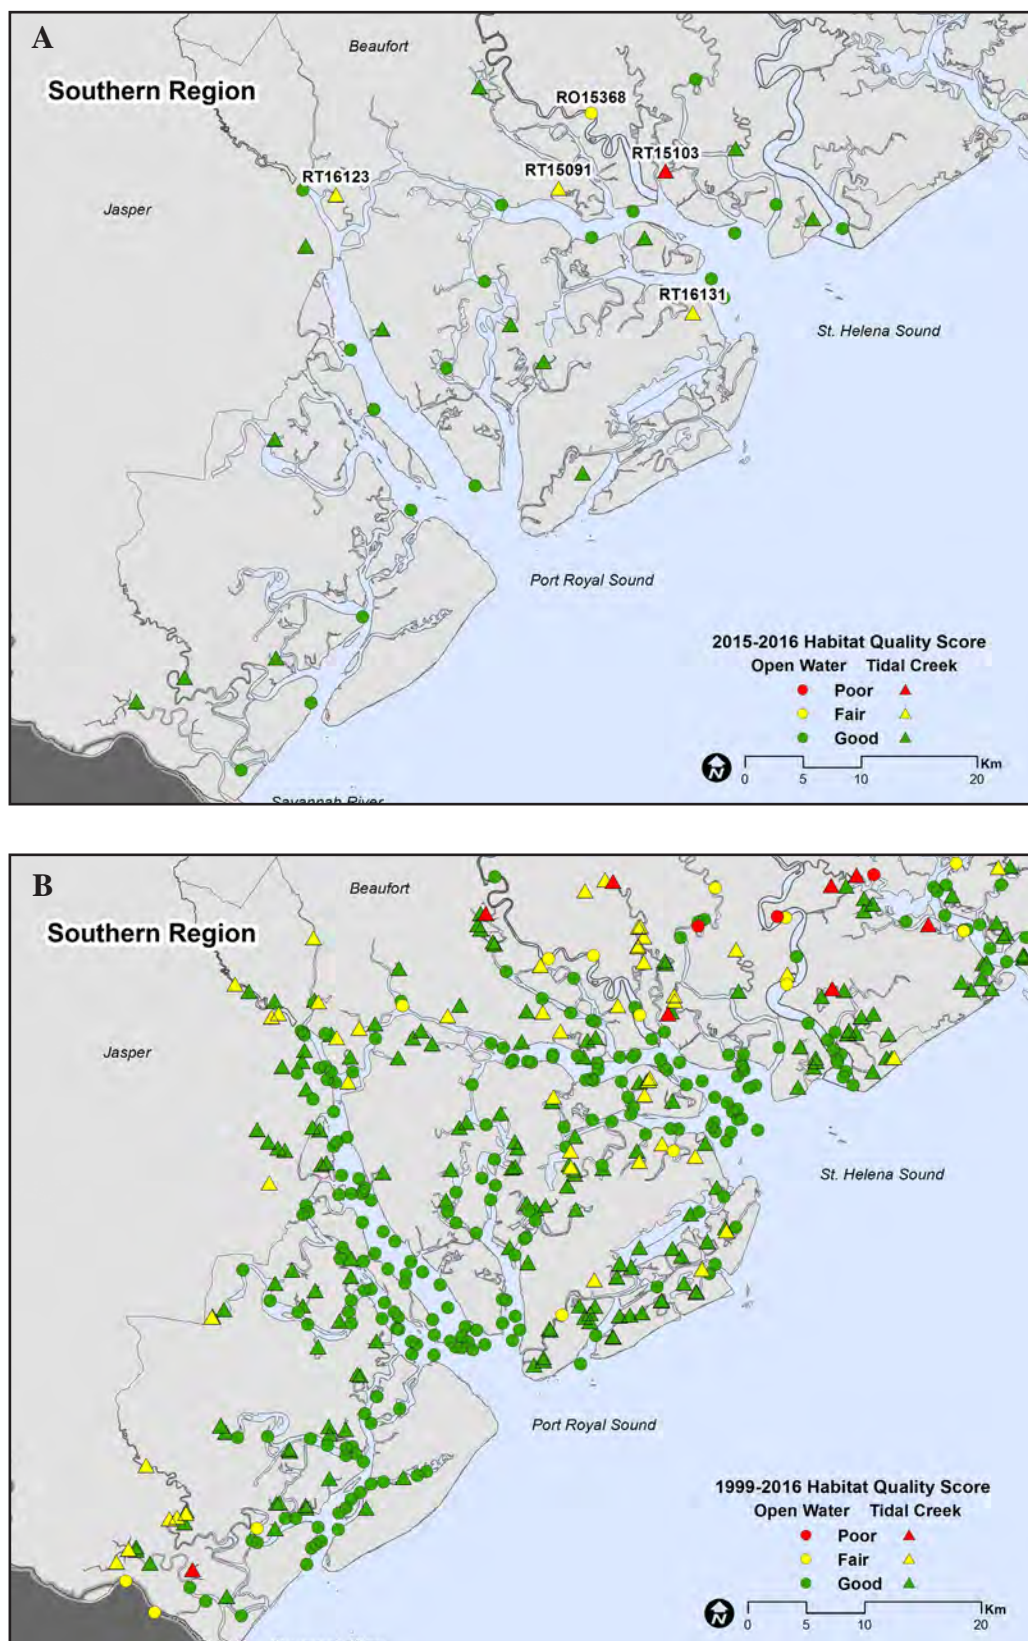 A
Beaufort
Southern Region
RO15368
RT15103
RT16123
RT15091
Jasper
RT16131
St. Helena Sound
Port Royal Sound
2015-2016 Habitat Quality Score
Open Water Tidal Creek
Poor
Fair
Good
N
Km
0 5 10 20
Savannah River
B
Beaufort
Southern Region
Jasper
St. Helena Sound
Port Royal Sound
1999-2016 Habitat Quality Score
Open Water Tidal Creek
Poor
Fair
Good
N
Km
0 5 10 20